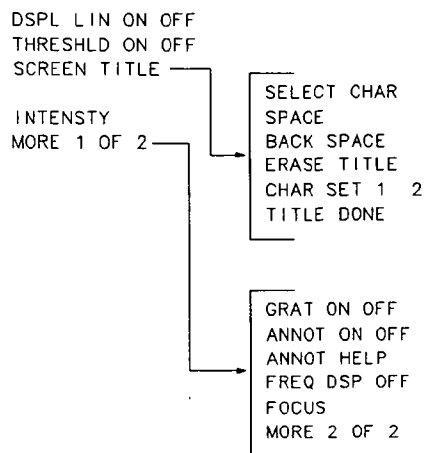 DSPL LIN ON OFF
THRESHLD ON OFF
SCREEN TITLE
INTENSTY
MORE 1 OF 2
SELECT CHAR
SPACE
BACK SPACE
ERASE TITLE
CHAR SET 1 2
TITLE DONE
GRAT ON OFF
ANNOT ON OFF
ANNOT HELP
FREQ DSP OFF
FOCUS
MORE 2 OF 2